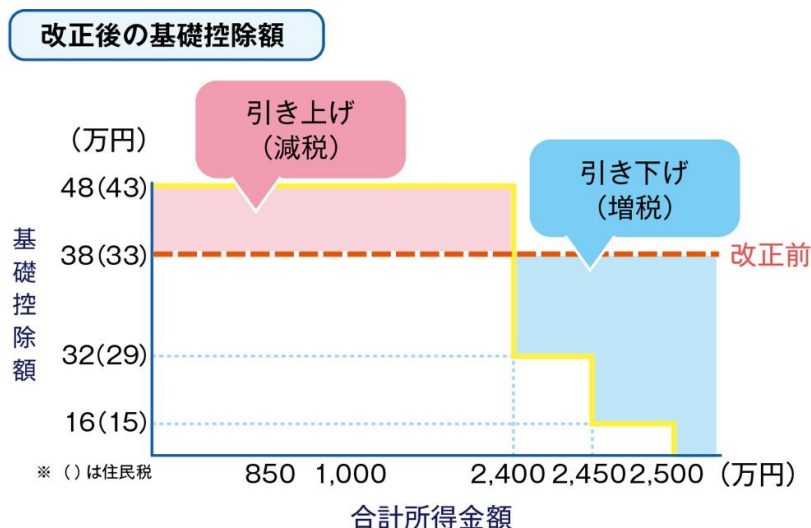 改正後の基礎控除額
引き上げ
(減税)
(万円)
引き下げ
(増税)
48(43)
38(33)
改正前
32(29)
16(15)
基礎控除額
※ ( )は住民税
850 1,000 2,400 2,450 2,500 (万円)
合計所得金額